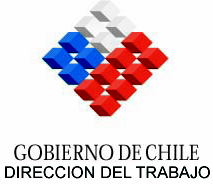 GOBIERNO DE CHILE
DIRECCION DEL TRABAJO